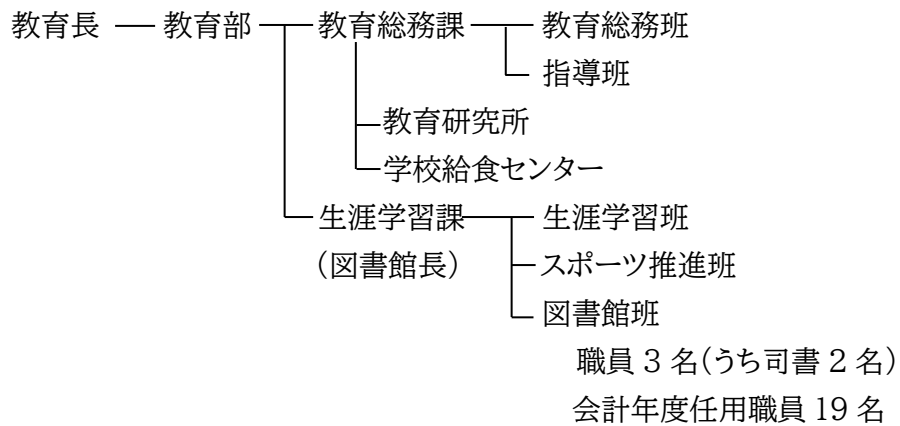 教育長 教育部 教育総務課 教育総務班
指導班
教育研究所
学校給食センター
生涯学習課 生涯学習班
(図書館長) スポーツ推進班
図書館班
職員 3 名(うち司書 2 名)
会計年度任用職員 19 名